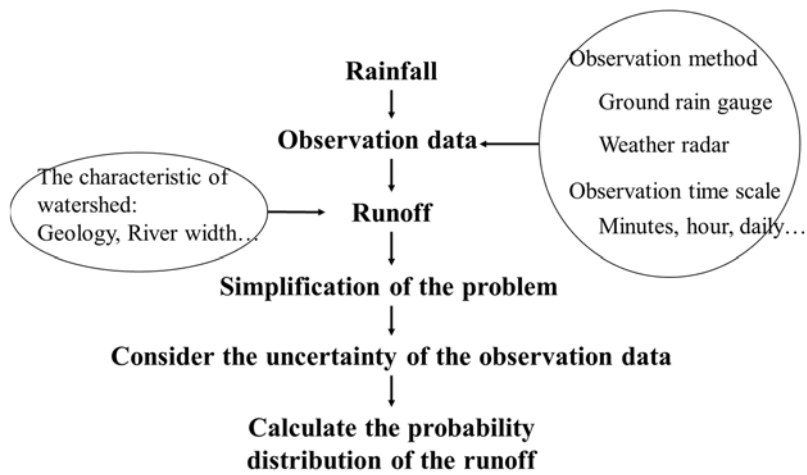 Rainfall
Observation data
Runoff
Simplification of the problem
Consider the uncertainty of the observation data
Calculate the probability
distribution of the runoff
The characteristic of
watershed:
Geology, River width…
Observation method
Ground rain gauge
Weather radar
Observation time scale
Minutes, hour, daily…